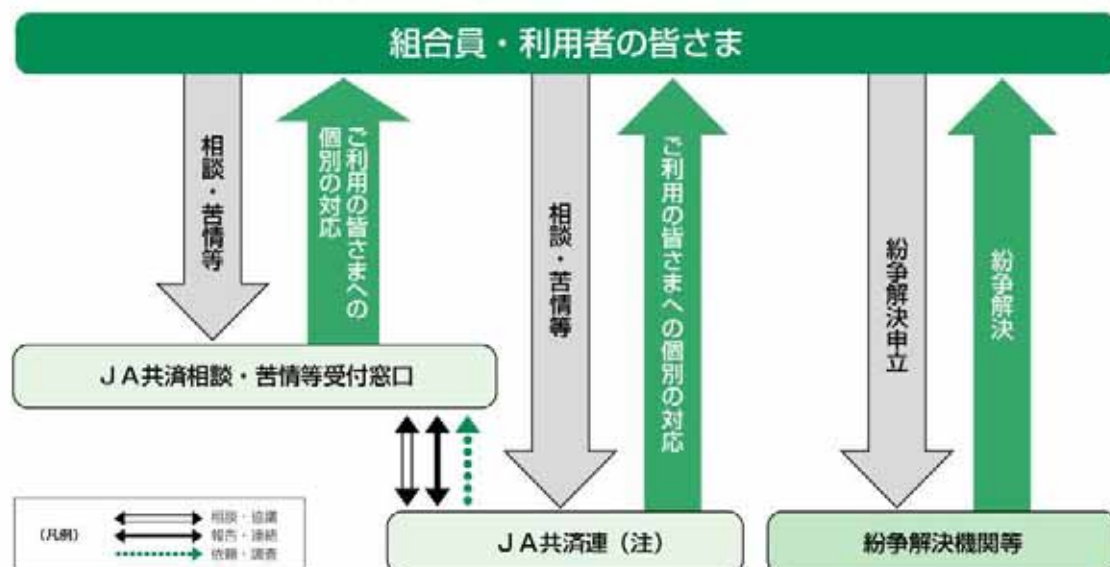 組合員・利用者の皆さま
相談・苦情等
ご利用の皆さまへの
個別の対応
相談・苦情等
ご利用の皆さまへの個別の対応
紛争解決申立
紛争解決
ＪＡ共済相談・苦情等受付窓口
ＪＡ共済連（注）
紛争解決機関等
(凡例)
相談・協議
報告・連絡
依頼・調査